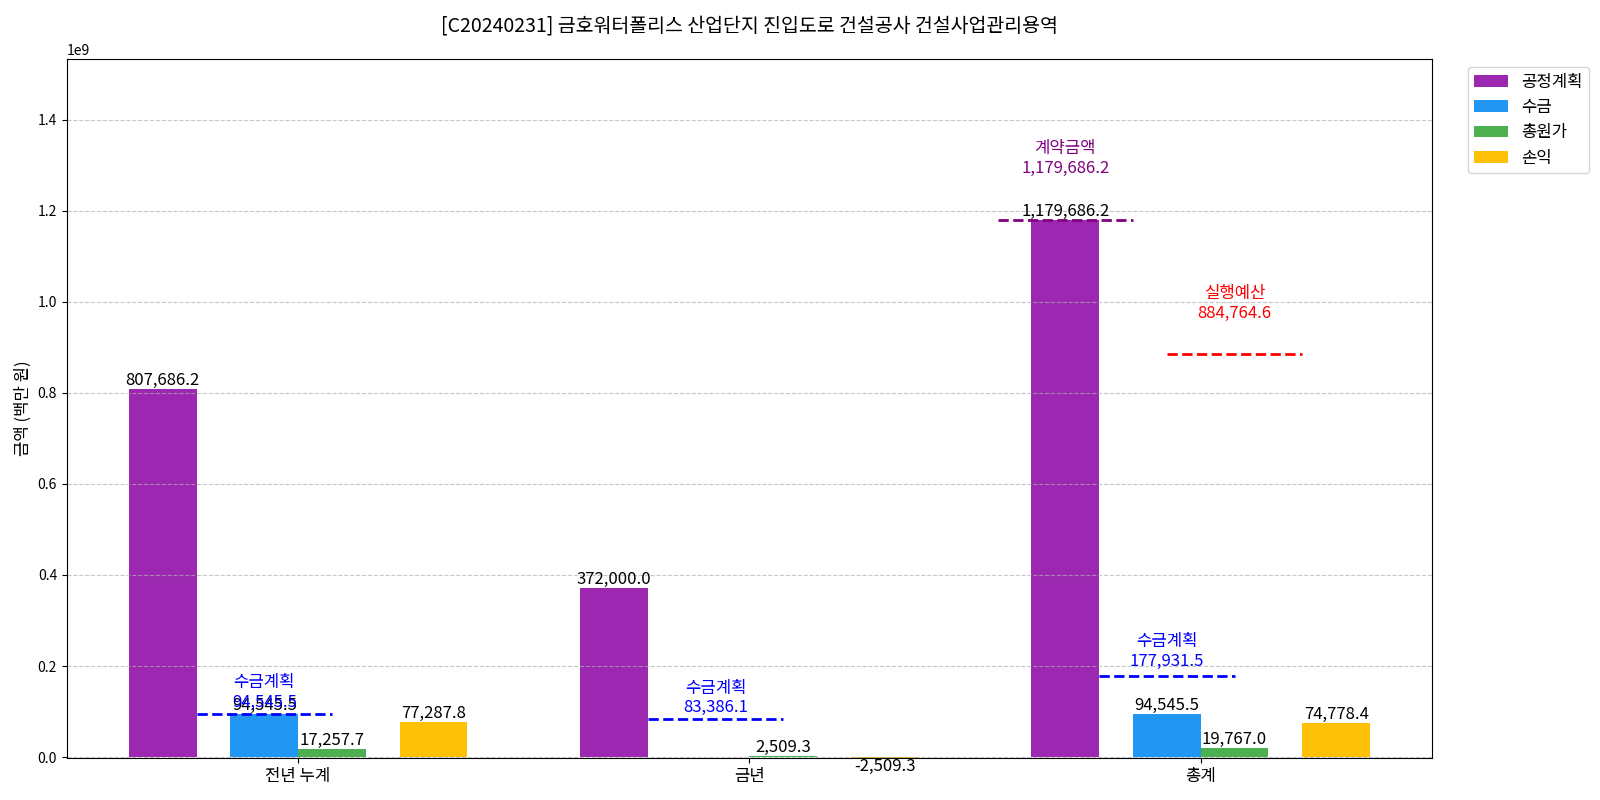 [C20240231] 금호워터폴리스 산업단지 진입도로 건설공사 건설사업관리용역
1e9
공정계획
수금
총원가
손익
금액 (백만 원)
1.4
1.2
1.0
0.8
0.6
0.4
0.2
0.0
계약금액
1,179,686.2
1,179,686.2
실행예산
884,764.6
807,686.2
372,000.0
수금계획
177,931.5
수금계획
94,545.5
94,545.5
수금계획
83,386.1
94,545.5
77,287.8
74,778.4
17,257.7
2,509.3
19,767.0
-2,509.3
전년 누계
금년
총계